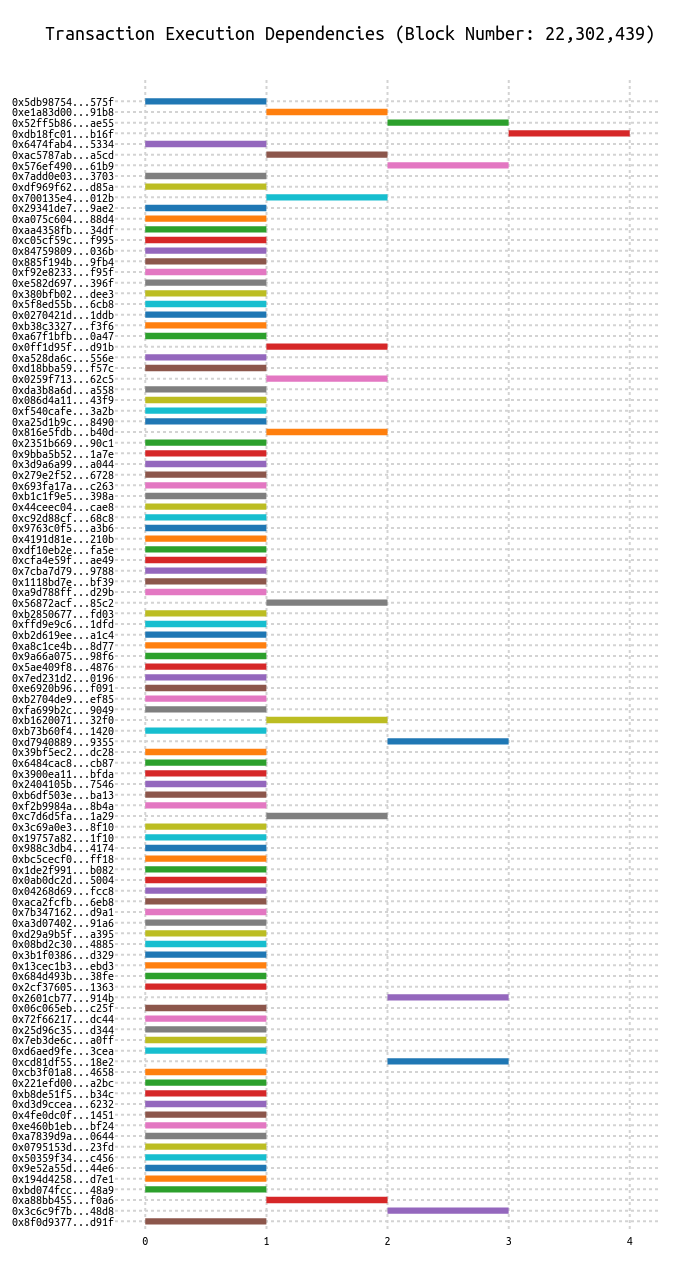 Transaction Execution Dependencies (Block Number: 22,302,439)
0x5db98754...575f
0xe1a83d00...91b8
0x52ff5b86...ae55
0xdb18fc01...b16f
0x6474fab4...5334
0xac5787ab...a5cd
0x576ef490...61b9
0x7add0e03...3703
0xdf969f62...d85a
0x700135e4...012b
0x29341de7...9ae2
0xa075c604...88d4
0xaa4358fb...34df
0xc05cf59c...f995
0x84759809...036b
0x885f194b...9fb4
0xf92e8233...f95f
0xe582d697...396f
0x380bfb02...dee3
0x5f8ed55b...6cb8
0x0270421d...1ddb
0xb38c3327...f3f6
0xa67f1bfb...0a47
0x0ff1d95f...d91b
0xa528da6c...556e
0xd18bba59...f57c
0x0259f713...62c5
0xda3b8a6d...a558
0x086d4a11...43f9
0xf540cafe...3a2b
0xa25d1b9c...8490
0x816e5fdb...b40d
0x2351b669...90c1
0x9bba5b52...1a7e
0x3d9a6a99...a044
0x279e2f52...6728
0x693fa17a...c263
0xb1c1f9e5...398a
0x44ceec04...cae8
0xc92d88cf...68c8
0x9763c0f5...a3b6
0x4191d81e...210b
0xdf10eb2e...fa5e
0xcfa4e59f...ae49
0x7cba7d79...9788
0x1118bd7e...bf39
0xa9d788ff...d29b
0x56872acf...85c2
0xb2850677...fd03
0xffd9e9c6...1dfd
0xb2d619ee...a1c4
0xa8c1ce4b...8d77
0x9a66a075...98f6
0x5ae409f8...4876
0x7ed231d2...0196
0xe6920b96...f091
0xb2704de9...ef85
0xfa699b2c...9049
0xb1620071...32f0
0xb73b60f4...1420
0xd7940889...9355
0x39bf5ec2...dc28
0x6484cac8...cb87
0x3900ea11...bfda
0x2404105b...7546
0xb6df503e...ba13
0xf2b9984a...8b4a
0xc7d6d5fa...1a29
0x3c69a0e3...8f10
0x19757a82...1f10
0x988c3db4...4174
0xbc5cecf0...ff18
0x1de2f991...b082
0x0ab0dc2d...5004
0x04268d69...fcc8
0xaca2fcfb...6eb8
0x7b347162...d9a1
0xa3d07402...91a6
0xd29a9b5f...a395
0x08bd2c30...4885
0x3b1f0386...d329
0x13cec1b3...ebd3
0x684d493b...38fe
0x2cf37605...1363
0x2601cb77...914b
0x06c065eb...c25f
0x72f66217...dc44
0x25d96c35...d344
0x7eb3de6c...a0ff
0xd6aed9fe...3cea
0xcd81df55...18e2
0xcb3f01a8...4658
0x221efd00...a2bc
0xb8de51f5...b34c
0xd3d9ccea...6232
0x4fe0dc0f...1451
0xe460b1eb...bf24
0xa7839d9a...0644
0x0795153d...23fd
0x50359f34...c456
0x9e52a55d...44e6
0x194d4258...d7e1
0xbd074fcc...48a9
0xa88bb455...f0a6
0x3c6c9f7b...48d8
0x8f0d9377...d91f
0 1 2 3 4